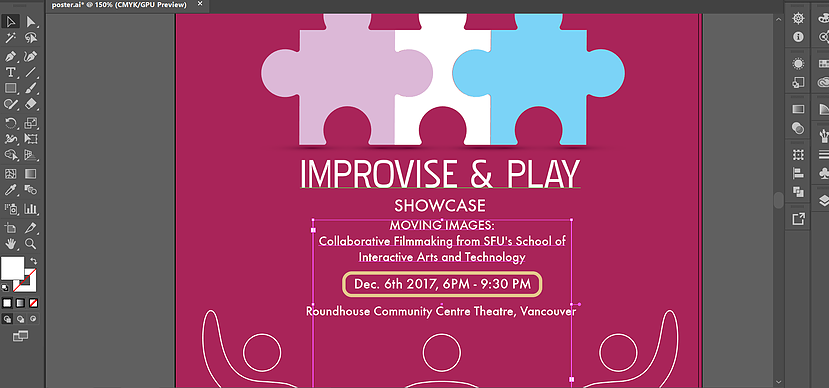 poster.ai* @ 150% (CMYK/GPU Preview) ×
IMPROVISE & PLAY
SHOWCASE
MOVING IMAGES:
Collaborative Filmmaking from SFU's School of
Interactive Arts and Technology
Dec. 6th 2017, 6PM - 9:30 PM
Roundhouse Community Centre Theatre, Vancouver